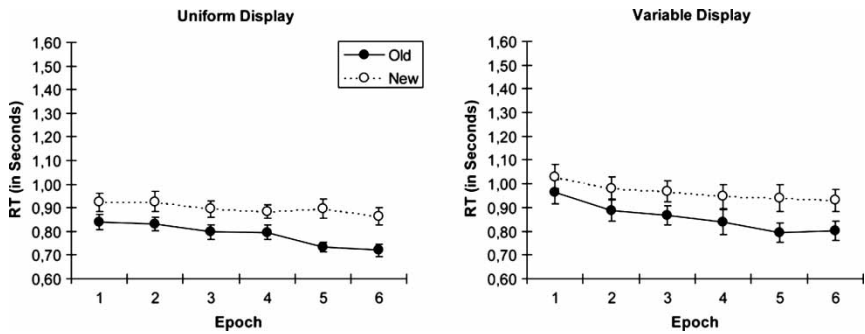 Uniform Display
1,60
1,50
1,40
1,30
1,20
1,10
1,00
0,90
0,80
0,70
0,60
RT (in Seconds)
1 2 3 4 5 6
Epoch
Old
New
Variable Display
1,60
1,50
1,40
1,30
1,20
1,10
1,00
0,90
0,80
0,70
0,60
RT (in Seconds)
1 2 3 4 5 6
Epoch